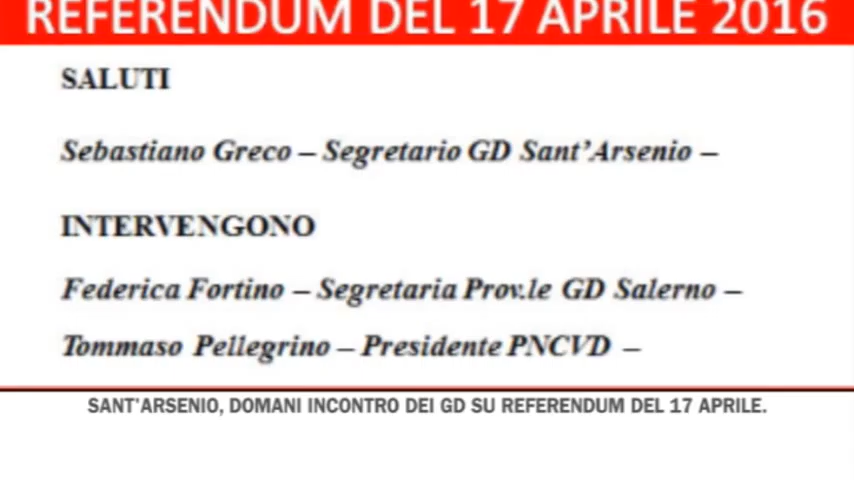 REFERENDUM DEL 17 APRILE 2016
SALUTI
Sebastiano Greco – Segretario GD Sant'Arsenio –
INTERVENGONO
Federica Fortino – Segretaria Prov.le GD Salerno –
Tommaso Pellegrino – Presidente PNCVD –
SANT'ARSENIO, DOMANI INCONTRO DEI GD SU REFERENDUM DEL 17 APRILE.